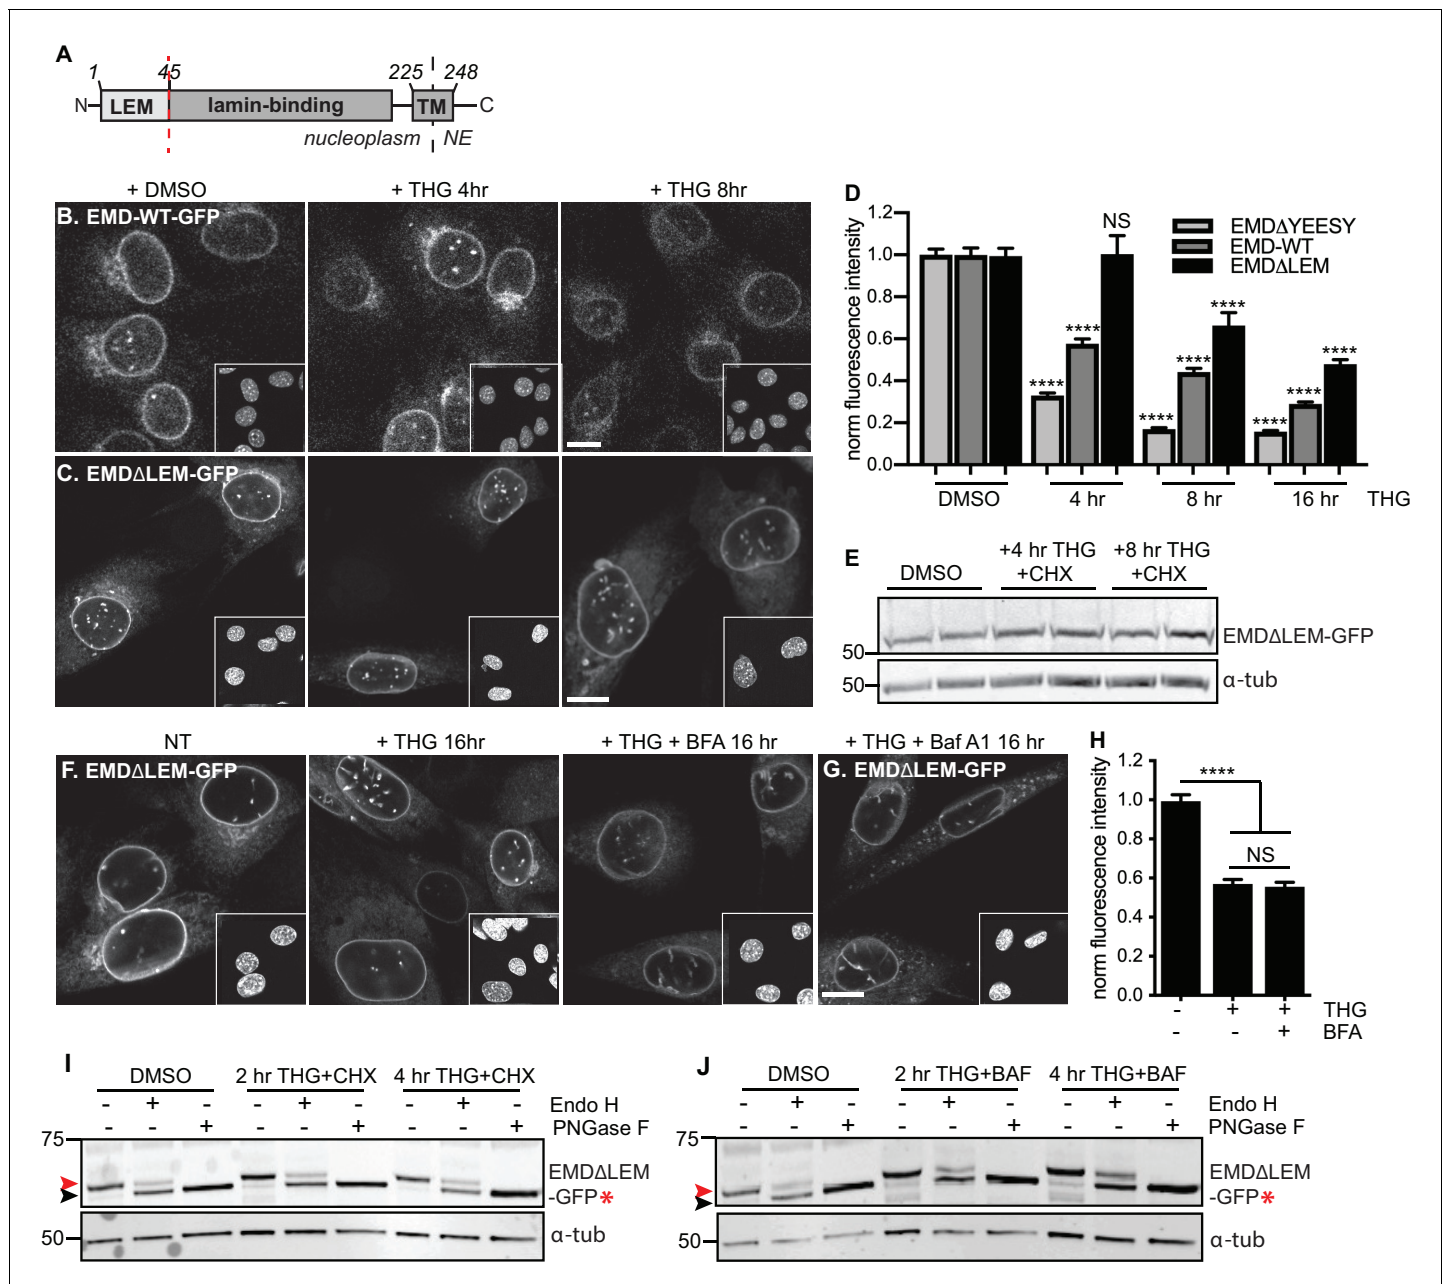 A
1 45 225 248
N LEM lamin-binding TM C
nucleoplasm NE
+ DMSO + THG 4hr + THG 8hr
B. EMD-WT-GFP
C. EMDΔLEM-GFP
D
norm fluorescence intensity
1.2
1.0
0.8
0.6
0.4
0.2
0.0
EMDΔYEESY
EMD-WT
EMDΔLEM
NS
**** **** **** **** **** **** **** ****
DMSO 4 hr 8 hr 16 hr THG
E
DMSO +4 hr THG +CHX +8 hr THG +CHX
EMDΔLEM-GFP
50
50 α-tub
NT + THG 16hr + THG + BFA 16 hr + THG + Baf A1 16 hr
F. EMDΔLEM-GFP
G. EMDΔLEM-GFP
H
norm fluorescence intensity
1.2
1.0
0.8
0.6
0.4
0.2
0.0
****
NS
- + + THG
- - + BFA
I
DMSO 2 hr THG+CHX 4 hr THG+CHX
- + - - + - - + - Endo H
- - + - - + - - + PNGase F
75
EMDΔLEM
-GFP*
50 α-tub
J
DMSO 2 hr THG+BAF 4 hr THG+BAF
- + - - + - - + - Endo H
- - + - - + - - + PNGase F
75
EMDΔLEM
-GFP*
50 α-tub